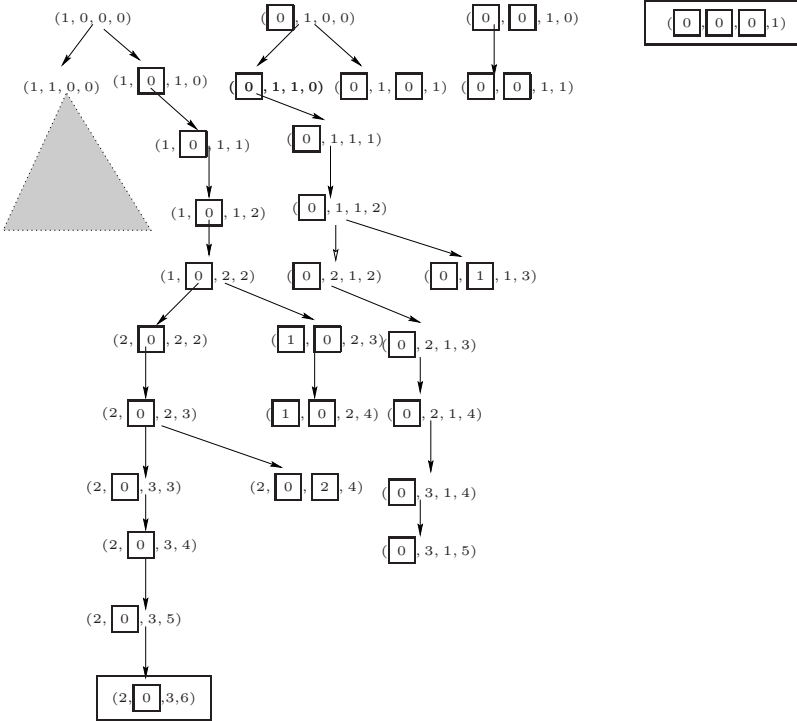 (1, 0, 0, 0) (0, 1, 0, 0) (0, 0, 1, 0) (0, 0, 0, 1)
(1, 1, 0, 0) (1, 0, 1, 0) (0, 1, 1, 0) (0, 1, 0, 1) (0, 0, 1, 1)
(1, 0, 1, 1) (0, 1, 1, 1)
(1, 0, 1, 2) (0, 1, 1, 2)
(1, 0, 2, 2) (0, 2, 1, 2) (0, 1, 1, 3)
(2, 0, 2, 2) (1, 0, 2, 3) (0, 2, 1, 3)
(2, 0, 2, 3) (1, 0, 2, 4) (0, 2, 1, 4)
(2, 0, 3, 3) (2, 0, 2, 4) (0, 3, 1, 4)
(2, 0, 3, 4) (0, 3, 1, 5)
(2, 0, 3, 5)
(2, 0, 3,6)